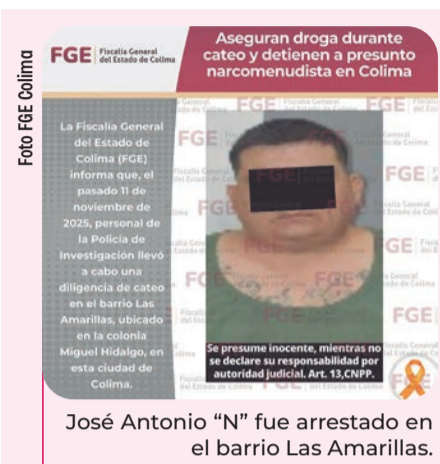 Foto FGE Colima
FGE
Fiscalía General
del Estado de Colima
Aseguran droga durante
cateo y detienen a presunto
narcomenudista en Colima
La Fiscalía General
del Estado de
Colima (FGE)
informa que, el
pasado 11 de
noviembre de
2025, personal de
la Policía de
Investigación llevó
a cabo una
diligencia de cateo
en el barrio Las
Amarillas, ubicado
en la colonia
Miguel Hidalgo, en
esta ciudad de
Colima.
Se presume inocente, mientras no
se declare su responsabilidad por
autoridad judicial. Art. 13,CNPP.
José Antonio “N” fue arrestado en
el barrio Las Amarillas.